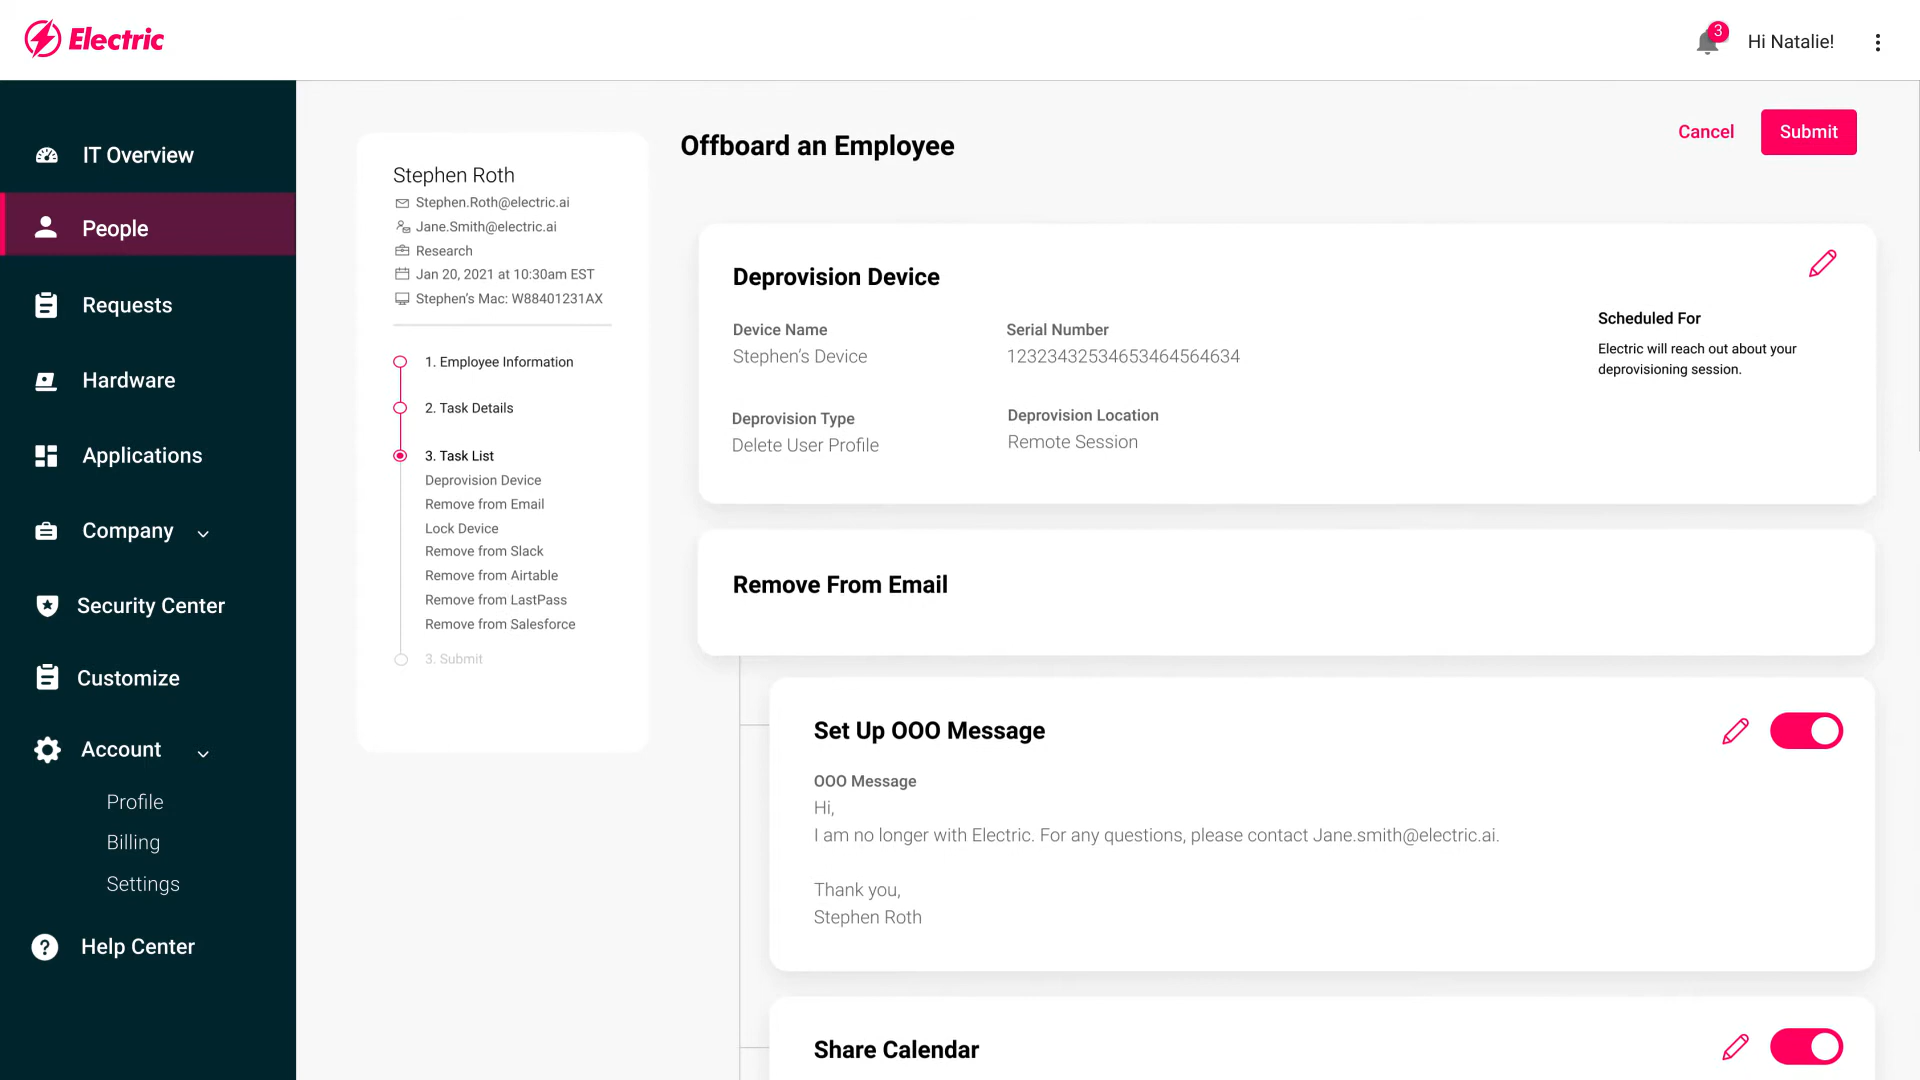 Electric
3
Hi Natalie!
IT Overview
People
Requests
Hardware
Applications
Company
Security Center
Customize
Account
Profile
Billing
Settings
Help Center
Stephen Roth
Stephen.Roth@electric.ai
Jane.Smith@electric.ai
Research
Jan 20, 2021 at 10:30am EST
Stephen's Mac: W88401231AX
1. Employee Information
2. Task Details
3. Task List
Deprovision Device
Remove from Email
Lock Device
Remove from Slack
Remove from Airtable
Remove from LastPass
Remove from Salesforce
3. Submit
Offboard an Employee
Cancel
Submit
Deprovision Device
Device Name
Stephen's Device
Serial Number
12323432534653464564634
Deprovision Type
Delete User Profile
Deprovision Location
Remote Session
Scheduled For
Electric will reach out about your
deprovisioning session.
Remove From Email
Set Up OOO Message
OOO Message
Hi,
I am no longer with Electric. For any questions, please contact Jane.smith@electric.ai.
Thank you,
Stephen Roth
Share Calendar